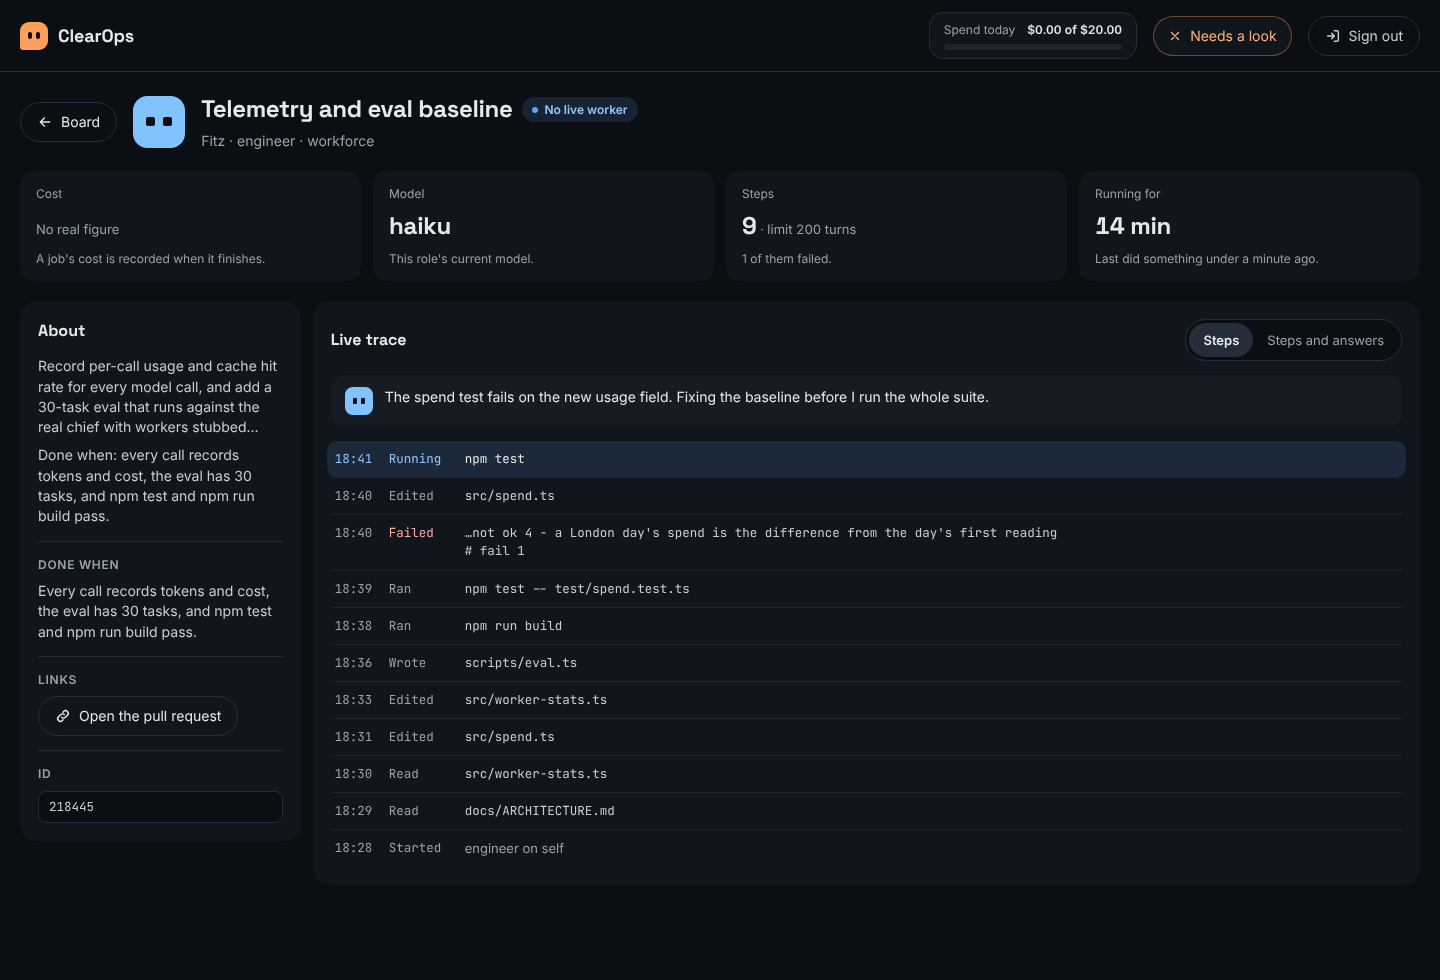 ClearOps
Spend today $0.00 of $20.00
Needs a look
Sign out
Board
Telemetry and eval baseline
No live worker
Fitz · engineer · workforce
Cost
No real figure
A job's cost is recorded when it finishes.
Model
haiku
This role's current model.
Steps
9 · limit 200 turns
1 of them failed.
Running for
14 min
Last did something under a minute ago.
About
Record per-call usage and cache hit
rate for every model call, and add a
30-task eval that runs against the
real chief with workers stubbed...
Done when: every call records
tokens and cost, the eval has 30
tasks, and npm test and npm run
build pass.
DONE WHEN
Every call records tokens and cost,
the eval has 30 tasks, and npm test
and npm run build pass.
LINKS
Open the pull request
ID
218445
Live trace
Steps
Steps and answers
The spend test fails on the new usage field. Fixing the baseline before I run the whole suite.
18:41 Running npm test
18:40 Edited src/spend.ts
18:40 Failed …not ok 4 - a London day's spend is the difference from the day's first reading
# fail 1
18:39 Ran npm test -- test/spend.test.ts
18:38 Ran npm run build
18:36 Wrote scripts/eval.ts
18:33 Edited src/worker-stats.ts
18:31 Edited src/spend.ts
18:30 Read src/worker-stats.ts
18:29 Read docs/ARCHITECTURE.md
18:28 Started engineer on self